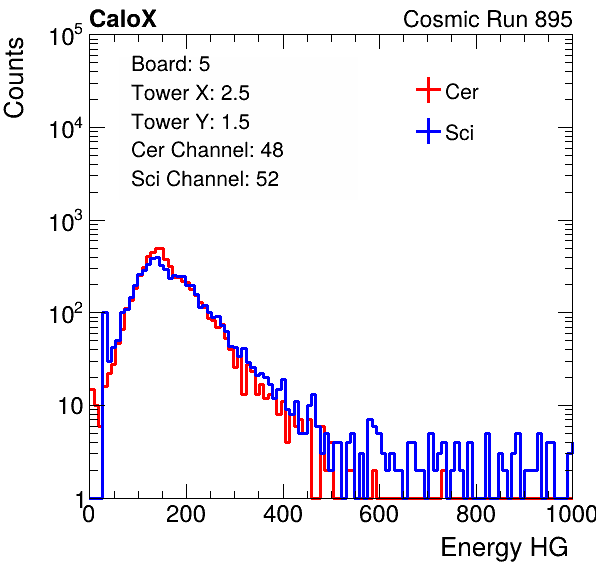 CaloX Cosmic Run 895
Counts
10^5
10^4
10^3
10^2
10
1
Board: 5
Tower X: 2.5
Tower Y: 1.5
Cer Channel: 48
Sci Channel: 52
Cer
Sci
0 200 400 600 800 1000
Energy HG